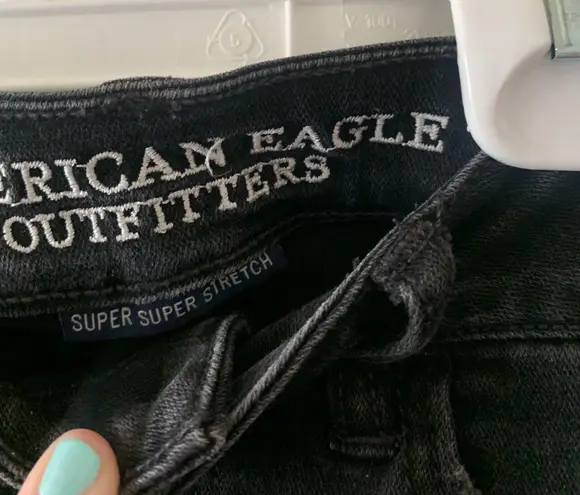 ERICAN EAGLE
OUTFITTERS
SUPER SUPER STRETCH